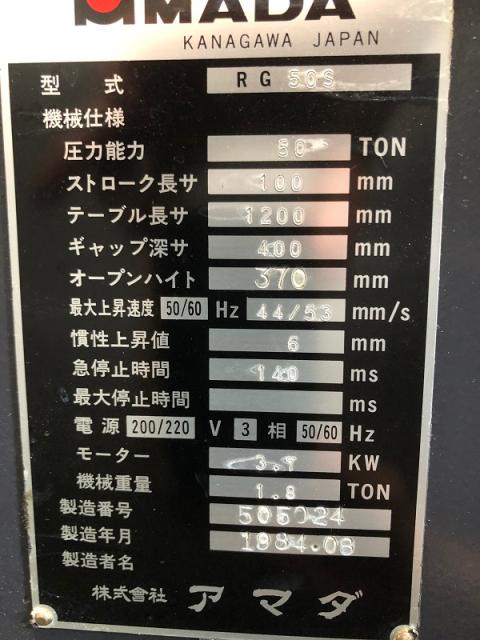 AMADA
KANAGAWA JAPAN
型式 RG 50S
機械仕様
圧力能力 50 TON
ストローク長サ 100 mm
テーブル長サ 1200 mm
ギャップ深サ 400 mm
オープンハイト 370 mm
最大上昇速度 50/60 Hz 44/53 mm/s
慣性上昇値 6 mm
急停止時間 140 ms
最大停止時間 ms
電源 200/220 V 3 相 50/60 Hz
モーター 3.7 KW
機械重量 1.8 TON
製造番号 505024
製造年月 1984.08
製造者名
株式會社 アマダ